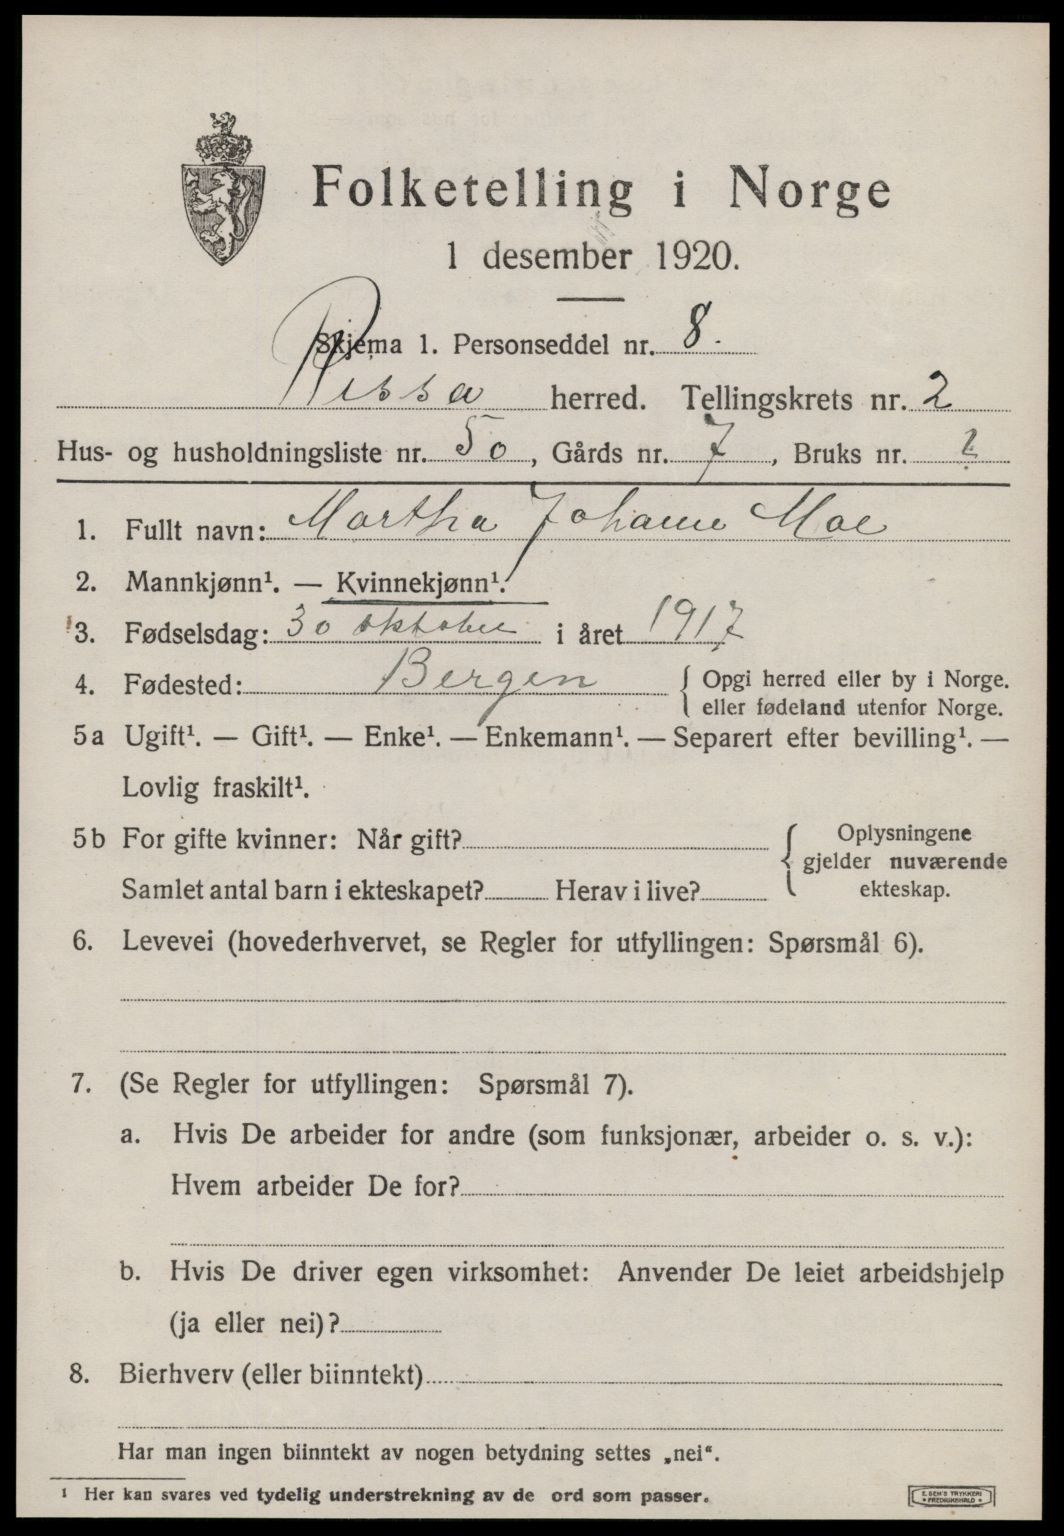 Folketelling i Norge
1 desember 1920.
Skjema 1. Personseddel nr. 8.
Rissa herred. Tellingskrets nr. 2
Hus- og husholdningsliste nr. 50, Gårds nr. 7, Bruks nr.
1. Fullt navn: Martha Johanne Moe
2. Mannkjønn¹. — Kvinnekjønn¹.
3. Fødselsdag: 30 oktober i året 1917
4. Fødested: Bergen { Opgi herred eller by i Norge.
eller fødeland utenfor Norge.
5a Ugift¹. — Gift¹. — Enke¹. — Enkemann¹. — Separert efter bevilling¹. —
Lovlig fraskilt¹.
5b For gifte kvinner: Når gift? { Oplysningene
gjelder nuværende
Samlet antal barn i ekteskapet? Herav i live? ekteskap.
6. Levevei (hovederhvervet, se Regler for utfyllingen: Spørsmål 6).
7. (Se Regler for utfyllingen: Spørsmål 7).
a. Hvis De arbeider for andre (som funksjonær, arbeider o. s. v.):
Hvem arbeider De for?
b. Hvis De driver egen virksomhet: Anvender De leiet arbeidshjelp
(ja eller nei)?
8. Bierhverv (eller biinntekt)
Har man ingen biinntekt av nogen betydning settes „nei“.
¹ Her kan svares ved tydelig understrekning av de ord som passer.
E. SEM'S TRYKKERI
FREDRIKSHALD